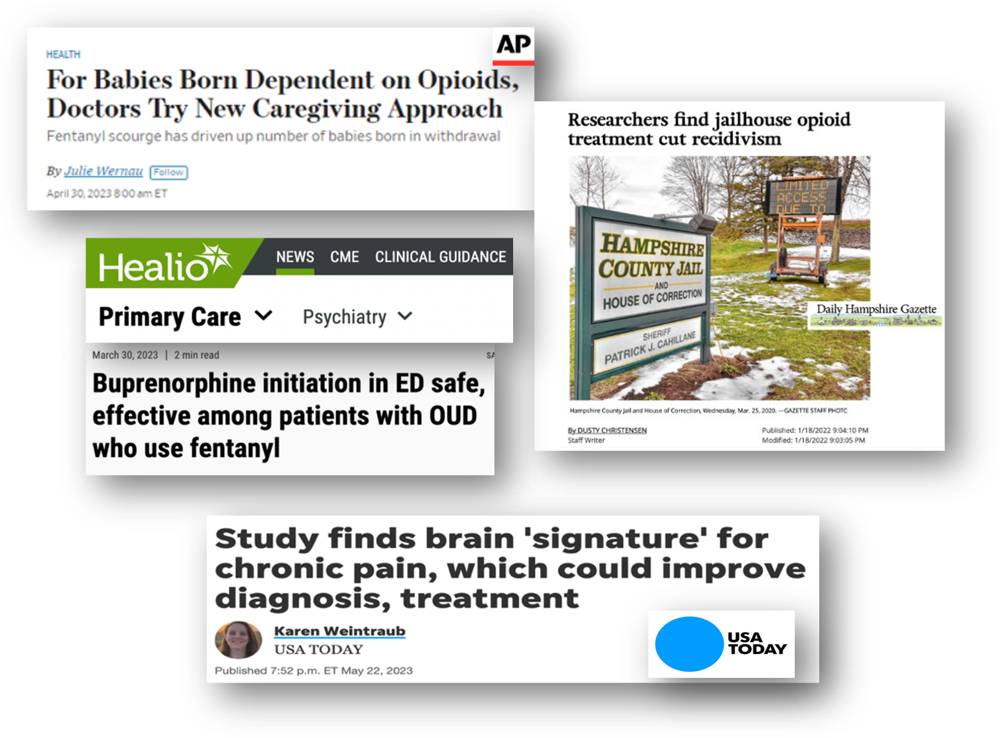 AP
HEALTH
For Babies Born Dependent on Opioids,
Doctors Try New Caregiving Approach
Fentanyl scourge has driven up number of babies born in withdrawal
By Julie Wernau Follow
April 30, 2023 8:00 am ET
Healio NEWS CME CLINICAL GUIDANCE
Primary Care Psychiatry
March 30, 2023 | 2 min read SA
Buprenorphine initiation in ED safe,
effective among patients with OUD
who use fentanyl
Researchers find jailhouse opioid
treatment cut recidivism
LIMITED
ACCESS
DUE TO
HAMPSHIRE
COUNTY JAIL
AND
HOUSE OF CORRECTION
SHERIFF
PATRICK J. CAHILLANE
Daily Hampshire Gazette
Hampshire County Jail and House of Correction, Wednesday, Mar. 25, 2020. —GAZETTE STAFF PHOTO
By DUSTY CHRISTENSEN
Staff Writer
Published: 1/18/2022 9:04:10 PM
Modified: 1/18/2022 9:03:05 PM
Study finds brain 'signature' for
chronic pain, which could improve
diagnosis, treatment
Karen Weintraub
USA TODAY
Published 7:52 p.m. ET May 22, 2023
USA
TODAY